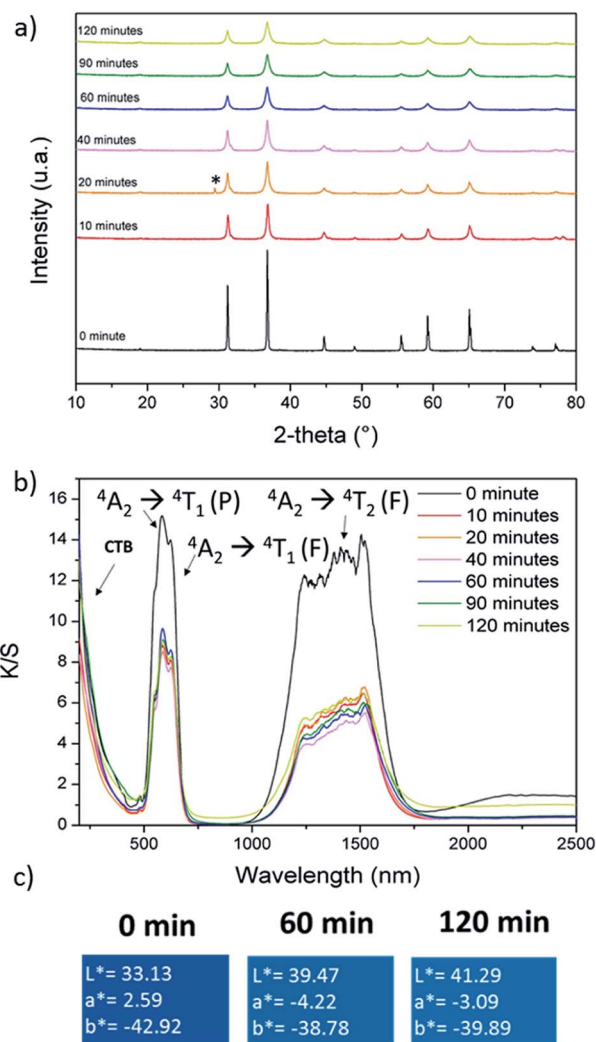 a)
120 minutes
90 minutes
60 minutes
40 minutes
20 minutes
*
10 minutes
0 minute
Intensity (u.a.)
10 20 30 40 50 60 70 80
2-theta (°)
b)
⁴A₂ → ⁴T₁ (P)
⁴A₂ → ⁴T₂ (F)
CTB
⁴A₂ → ⁴T₁ (F)
0 minute
10 minutes
20 minutes
40 minutes
60 minutes
90 minutes
120 minutes
K/S
16
14
12
10
8
6
4
2
0
500 1000 1500 2000 2500
Wavelength (nm)
c)
0 min 60 min 120 min
L*= 33.13
a*= 2.59
b*= -42.92
L*= 39.47
a*= -4.22
b*= -38.78
L*= 41.29
a*= -3.09
b*= -39.89